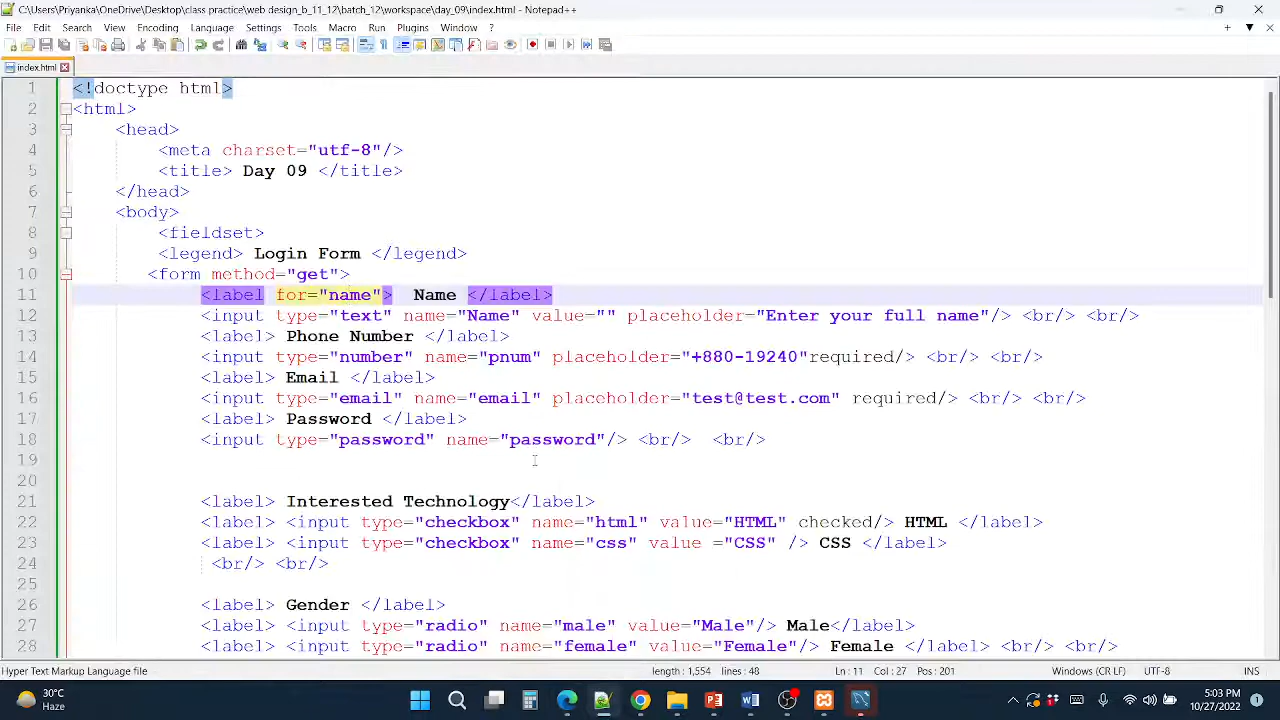 C:\Users\Priyanka\OneDrive\Desktop\class practice\web design_b_11_12\batch_12\workspace\day_09\index.html - Notepad++
File Edit Search View Encoding Language Settings Tools Macro Run Plugins Window ?
index.html
1 <!doctype html>
2 <html>
3 <head>
4 <meta charset="utf-8"/>
5 <title> Day 09 </title>
6 </head>
7 <body>
8 <fieldset>
9 <legend> Login Form </legend>
10 <form method="get">
11 <label for="name">  Name </label>
12 <input type="text" name="Name" value="" placeholder="Enter your full name"/> <br/> <br/>
13 <label> Phone Number </label>
14 <input type="number" name="pnum" placeholder="+880-19240"required/> <br/> <br/>
15 <label> Email </label>
16 <input type="email" name="email" placeholder="test@test.com" required/> <br/> <br/>
17 <label> Password </label>
18 <input type="password" name="password"/> <br/>  <br/>
19
20
21 <label> Interested Technology</label>
22 <label> <input type="checkbox" name="html" value="HTML" checked/> HTML </label>
23 <label> <input type="checkbox" name="css" value ="CSS" /> CSS </label>
24 <br/> <br/>
25
26 <label> Gender </label>
27 <label> <input type="radio" name="male" value="Male"/> Male</label>
28 <label> <input type="radio" name="female" value="Female"/> Female </label> <br/> <br/>
Hyper Text Markup Language file length : 1,554 lines : 48 Ln : 11 Col : 27 Pos : 201 Windows (CR LF) UTF-8 INS
30°C
Haze
5:03 PM
10/27/2022